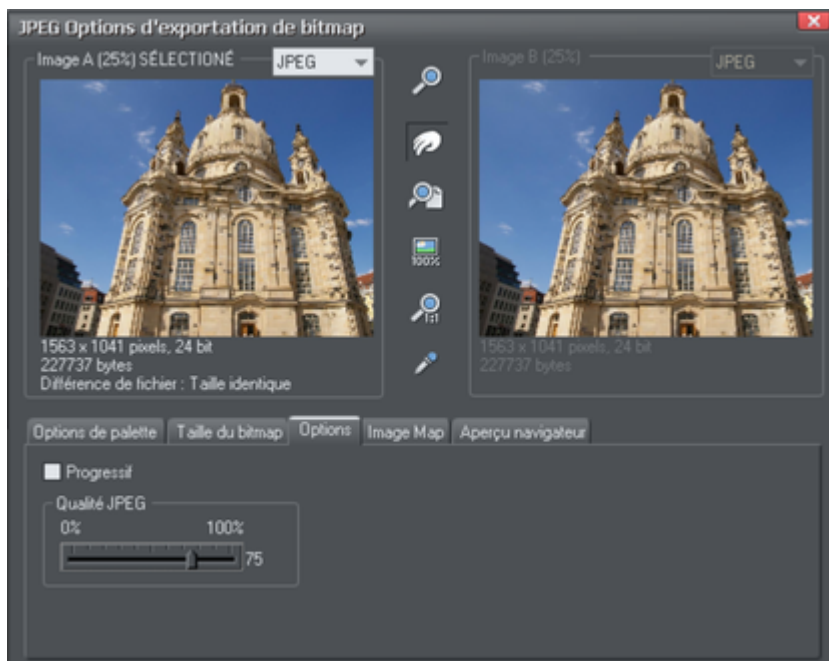 JPEG Options d'exportation de bitmap
Image A (25%) SÉLECTIONÉ JPEG
Image B (25%) JPEG
100%
1:1
1563 x 1041 pixels, 24 bit
227737 bytes
Différence de fichier : Taille identique
1563 x 1041 pixels, 24 bit
227737 bytes
Options de palette Taille du bitmap Options Image Map Aperçu navigateur
Progressif
Qualité JPEG
0% 100%
75